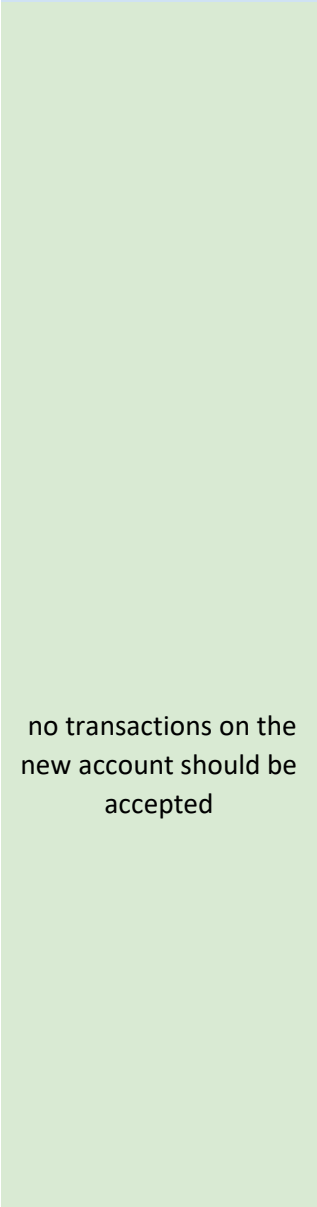 no transactions on the
new account should be
accepted